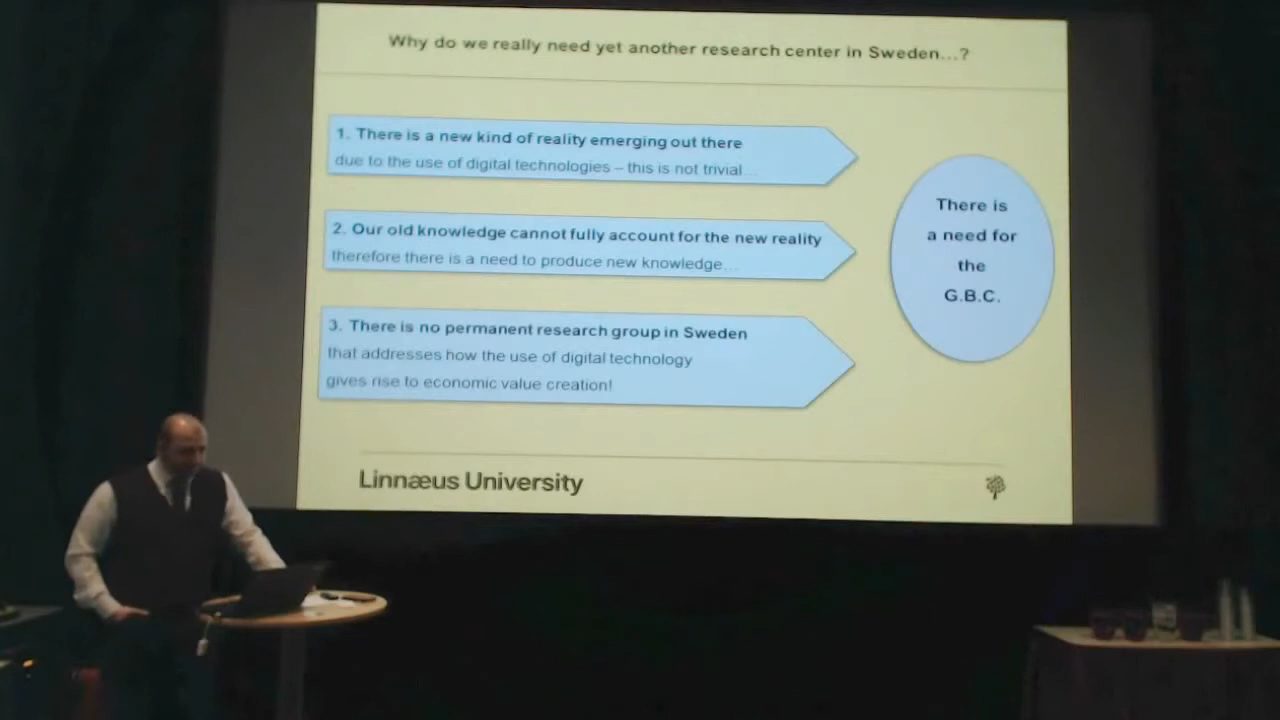 Why do we really need yet another research center in Sweden...?
1. There is a new kind of reality emerging out there
due to the use of digital technologies – this is not trivial...
2. Our old knowledge cannot fully account for the new reality
therefore there is a need to produce new knowledge...
3. There is no permanent research group in Sweden
that addresses how the use of digital technology
gives rise to economic value creation!
There is
a need for
the
G.B.C.
Linnæus University